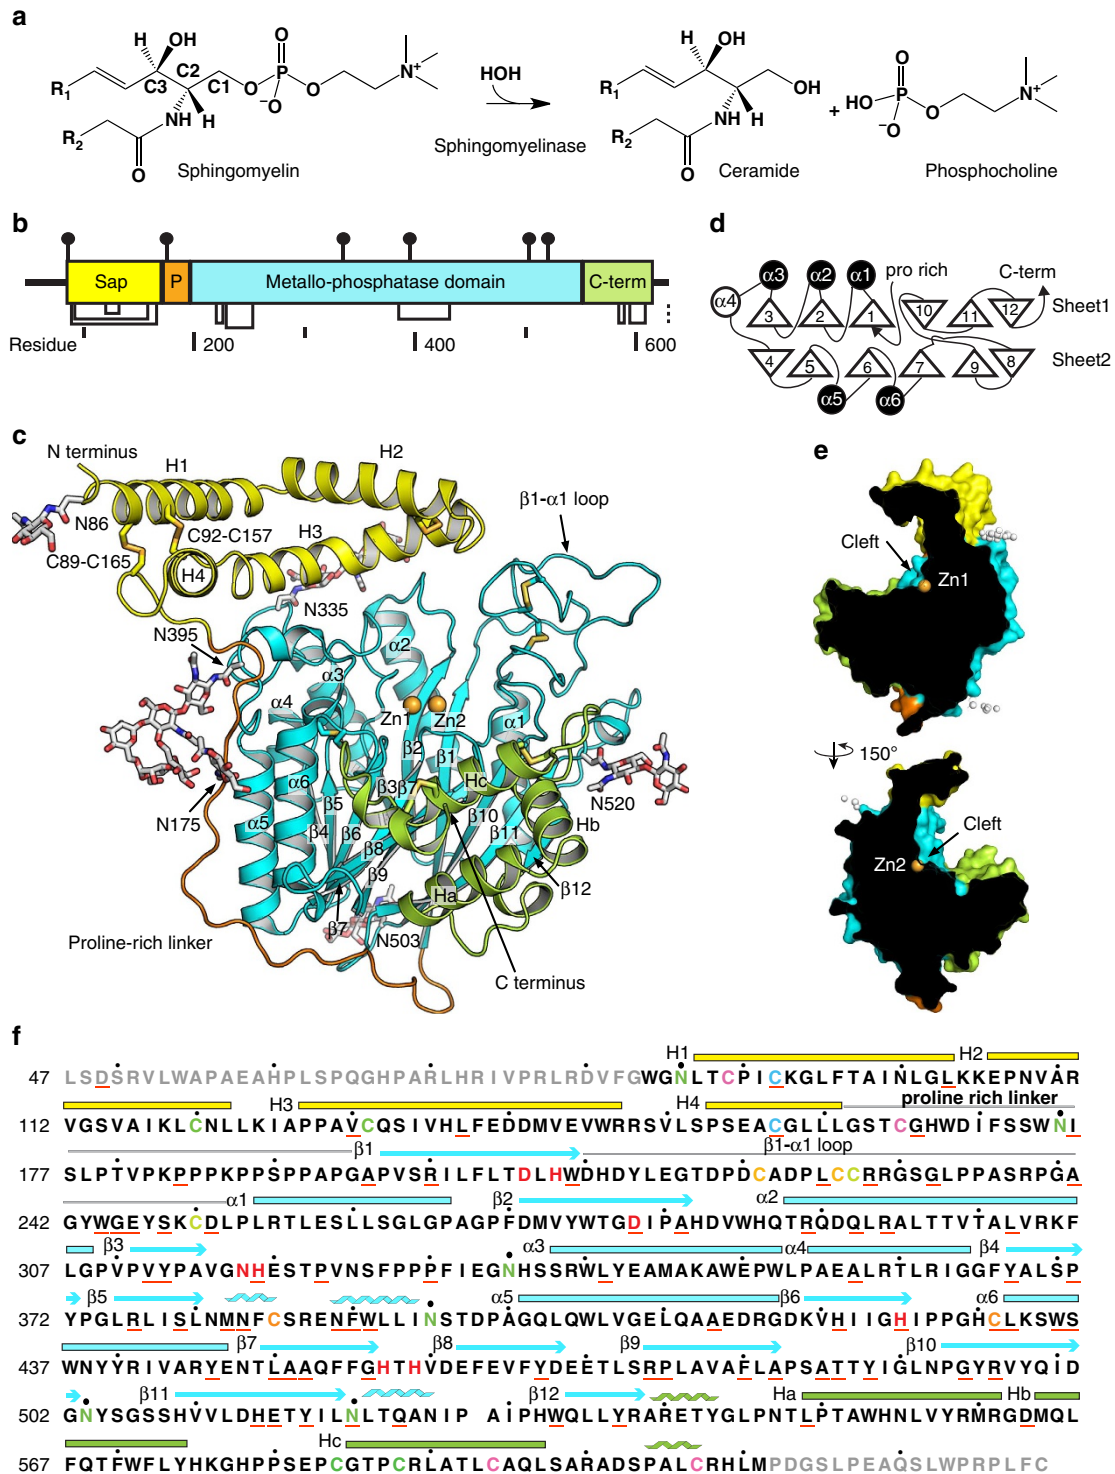 a
H OH O
C2 P N+
R1 C3 C1 O O
−O
NH H
R2
O
Sphingomyelin
HOH
Sphingomyelinase
H OH
R1 OH
NH H
R2
O
Ceramide
+
O
HO P N+
−O O
Phosphocholine
b
Sap P Metallo-phosphatase domain C-term
Residue 200 400 600
d
α3 α2 α1 pro rich C-term
α4 3 2 1 10 11 12 Sheet1
4 5 6 7 9 8 Sheet2
α5 α6
c
N terminus
H1
H2
N86
C92-C157
H3
C89-C165
H4
β1-α1 loop
N335
N395
α2
α3
α4
Zn1 Zn2
α1
β2
β1
α6
β3 β7
Hc
β5
N520
N175
α5
β4 β6
β10
Hb
β8
β11
β9
β12
Ha
β7
N503
Proline-rich linker
C terminus
e
Cleft
Zn1
150°
Cleft
Zn2
f
H1 H2
47 LSDSRVLWAPAEAHPLSPQGHPARLHRIVPRLRDVFGWGNLTCPICKGLFTAINLGLKKEPNVAR
H3 H4 proline rich linker
112 VGSVAIKLCNLLKIAPPAVCQSIVHLFEDDMVEVWRRSVLSPSEACGLLLGSTCGHWDIFSSWNI
β1 β1-α1 loop
177 SLPTVPKPPPKPPSPPAPGAPVSRILFLTDLHWDHDYLEGTDPDCADPLCCRRGSGLPPASRPGA
α1 β2 α2
242 GYWGEYSKCDLPLRTLESLLSGLGPAGPFDMVYWTGDIPAHDVWHQTRQDQLRALTTVTALVRKF
β3 α3 α4 β4
307 LGPVPVYPAVGNHESTPVNSFPPPFIEGNHSSRWLYEAMAKAWEPWLPAEALRTLRIGGFYALSP
β5 α5 β6 α6
372 YPGLRLISLNMNFCSRENFWLLINSTDPAGQLQWLVGELQAAEDRGDKVHIIGHIPPGHCLKSWS
β7 β8 β9 β10
437 WNYYRIVARYENTLAAQFFGHTHVDEFEVFYDEETLSRPLAVAFLAPSATTYIGLNPGYRVYQID
β11 β12 Ha Hb
502 GNYSGSSHVVLDHETYILNLTQANIP AIPHWQLLYRARETYGLPNTLPTAWHNLVYRMRGDMQL
Hc
567 FQTFWFLYHKGHPPSEPCGTPCRLATLCAQLSARADSPALCRHLMPDGSLPEAQSLWPRPLFC